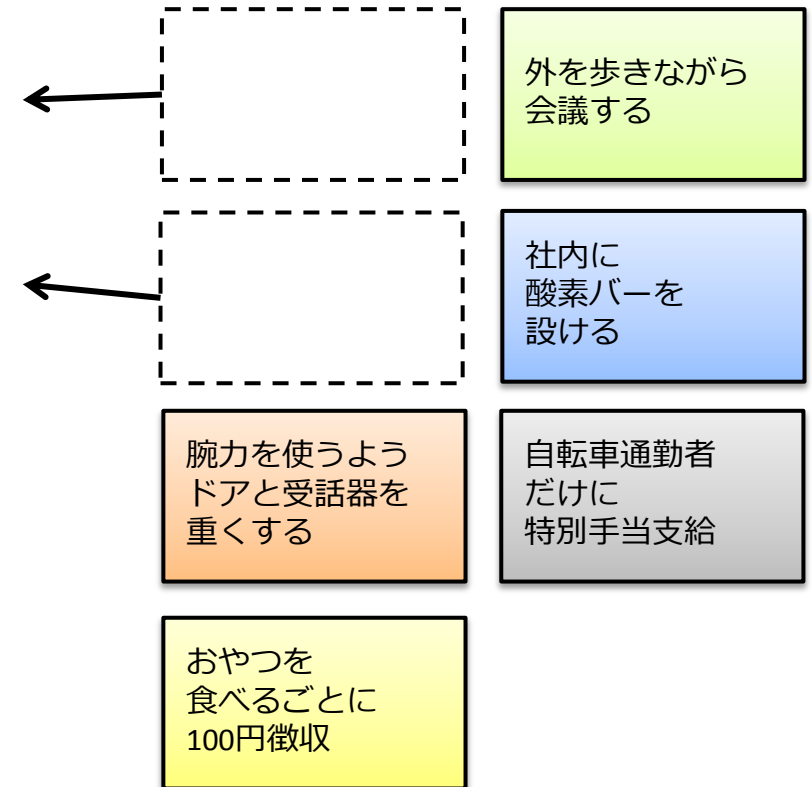 外を歩きながら
会議する
社内に
酸素バーを
設ける
腕力を使うよう
ドアと受話器を
重くする
自転車通勤者
だけに
特別手当支給
おやつを
食べるごとに
100円徴収